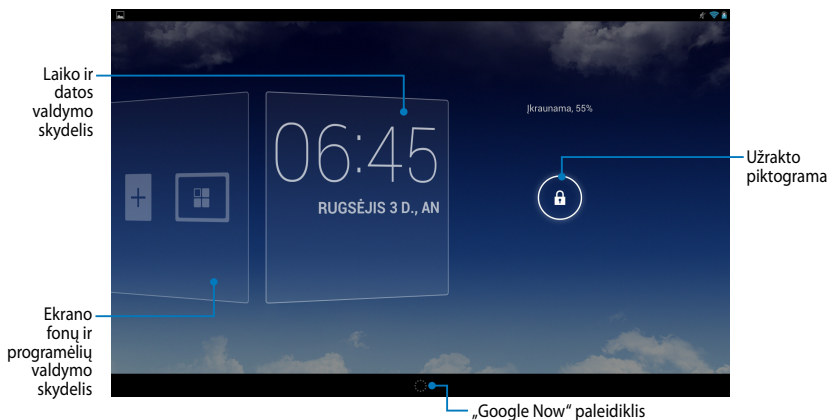 Laiko ir
datos
valdymo
skydelis
Įkraunama, 55%
06:45
RUGSĖJIS 3 D., AN
Užrakto
piktograma
Ekrano
fonų ir
programėlių
valdymo
skydelis
„Google Now“ paleidiklis